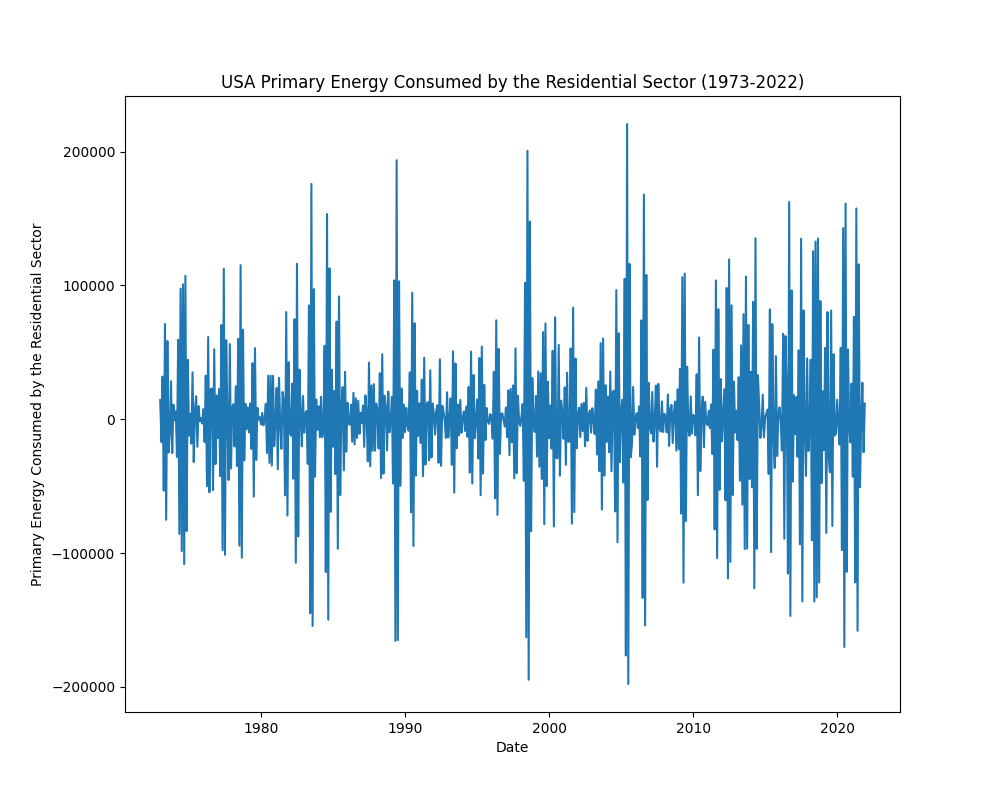 USA Primary Energy Consumed by the Residential Sector (1973-2022)
Primary Energy Consumed by the Residential Sector
200000
100000
0
−100000
−200000
1980 1990 2000 2010 2020
Date